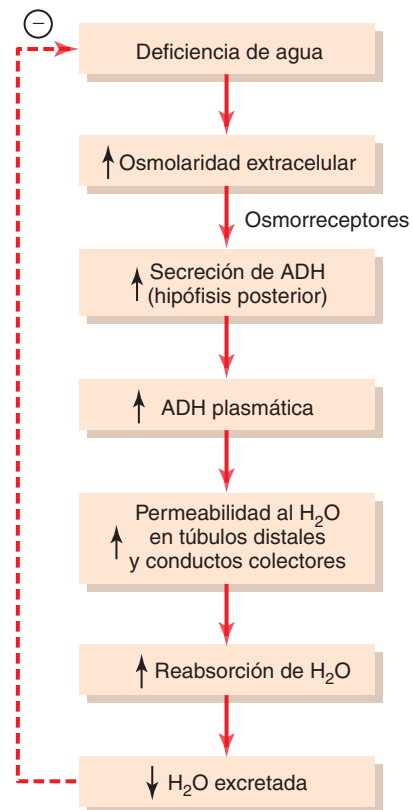 −
Deficiencia de agua
↑ Osmolaridad extracelular
Osmorreceptores
↑ Secreción de ADH
(hipófisis posterior)
↑ ADH plasmática
↑ Permeabilidad al H₂O
en túbulos distales
y conductos colectores
↑ Reabsorción de H₂O
↓ H₂O excretada